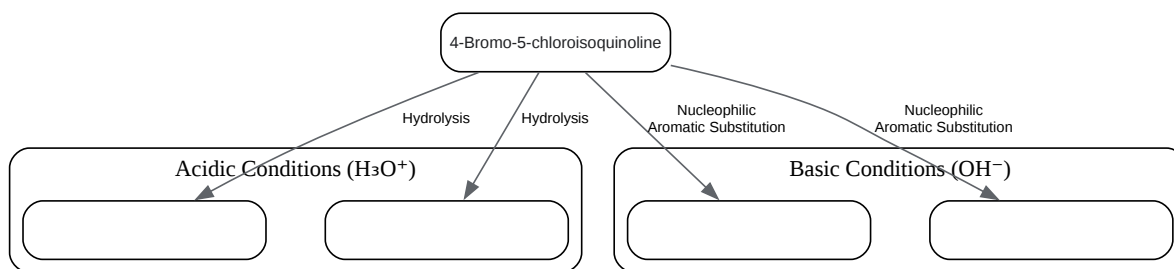 4-Bromo-5-chloroisoquinoline
Hydrolysis
Hydrolysis
Nucleophilic
Aromatic Substitution
Nucleophilic
Aromatic Substitution
Acidic Conditions (H₃O⁺)
Basic Conditions (OH⁻)